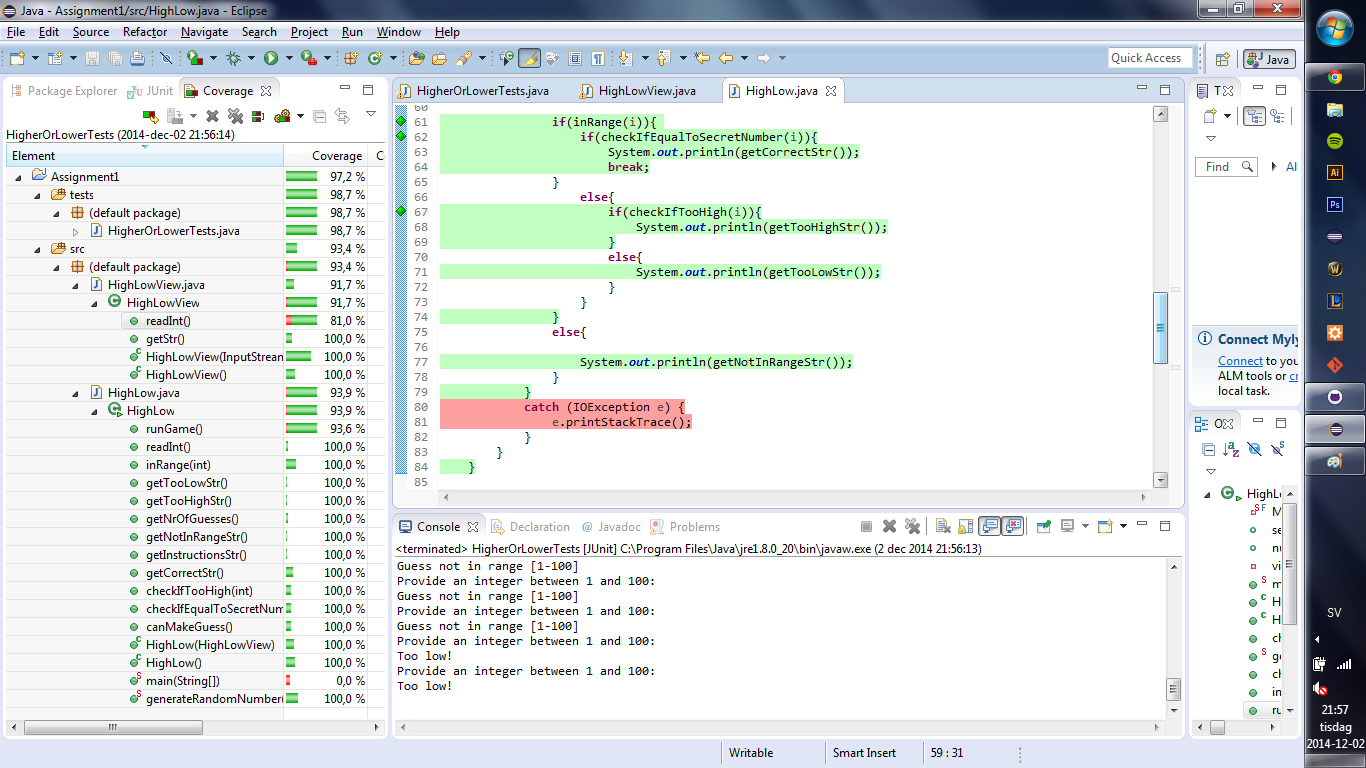 Java - Assignment1/src/HighLow.java - Eclipse
File Edit Source Refactor Navigate Search Project Run Window Help
Quick Access
Java
Package Explorer JUnit Coverage
HigherOrLowerTests (2014-dec-02 21:56:14)
Element Coverage C
Assignment1 97,2 %
tests 98,7 %
(default package) 98,7 %
HigherOrLowerTests.java 98,7 %
src 93,4 %
(default package) 93,4 %
HighLowView.java 91,7 %
HighLowView 91,7 %
readInt() 81,0 %
getStr() 100,0 %
HighLowView(InputStream 100,0 %
HighLowView() 100,0 %
HighLow.java 93,9 %
HighLow 93,9 %
runGame() 93,6 %
readInt() 100,0 %
inRange(int) 100,0 %
getTooLowStr() 100,0 %
getTooHighStr() 100,0 %
getNrOfGuesses() 100,0 %
getNotInRangeStr() 100,0 %
getInstructionsStr() 100,0 %
getCorrectStr() 100,0 %
checkIfTooHigh(int) 100,0 %
checkIfEqualToSecretNum 100,0 %
canMakeGuess() 100,0 %
HighLow(HighLowView) 100,0 %
HighLow() 100,0 %
main(String[]) 0,0 %
generateRandomNumber( 100,0 %
HigherOrLowerTests.java HighLowView.java HighLow.java
60
61 if(inRange(i)){
62 if(checkIfEqualToSecretNumber(i)){
63 System.out.println(getCorrectStr());
64 break;
65 }
66 else{
67 if(checkIfTooHigh(i)){
68 System.out.println(getTooHighStr());
69 }
70 else{
71 System.out.println(getTooLowStr());
72 }
73 }
74 }
75 else{
76
77 System.out.println(getNotInRangeStr());
78 }
79 }
80 catch (IOException e) {
81 e.printStackTrace();
82 }
83 }
84 }
85
Console Declaration @ Javadoc Problems
<terminated> HigherOrLowerTests [JUnit] C:\Program Files\Java\jre1.8.0_20\bin\javaw.exe (2 dec 2014 21:56:13)
Guess not in range [1-100]
Provide an integer between 1 and 100:
Guess not in range [1-100]
Provide an integer between 1 and 100:
Guess not in range [1-100]
Provide an integer between 1 and 100:
Too low!
Provide an integer between 1 and 100:
Too low!
T
Find Al
Connect Myly
Connect to you
ALM tools or cr
local task.
O
HighL
M
se
nu
vi
m
H
H
ch
ge
ch
in
ru
Writable Smart Insert 59 : 31
Ai
Ps
W
L
SV
21:57
tisdag
2014-12-02